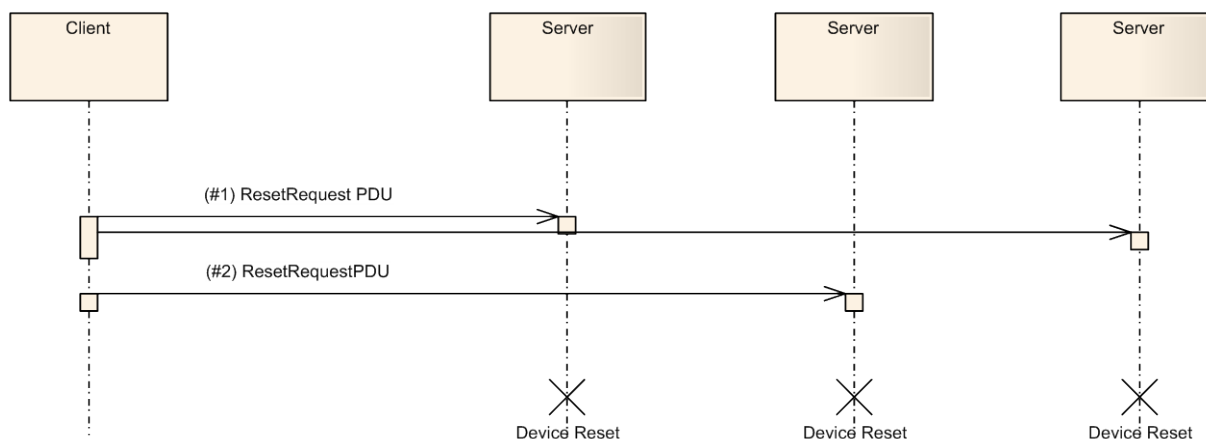 Client
Server
Server
Server
(#1) ResetRequest PDU
(#2) ResetRequestPDU
Device Reset
Device Reset
Device Reset